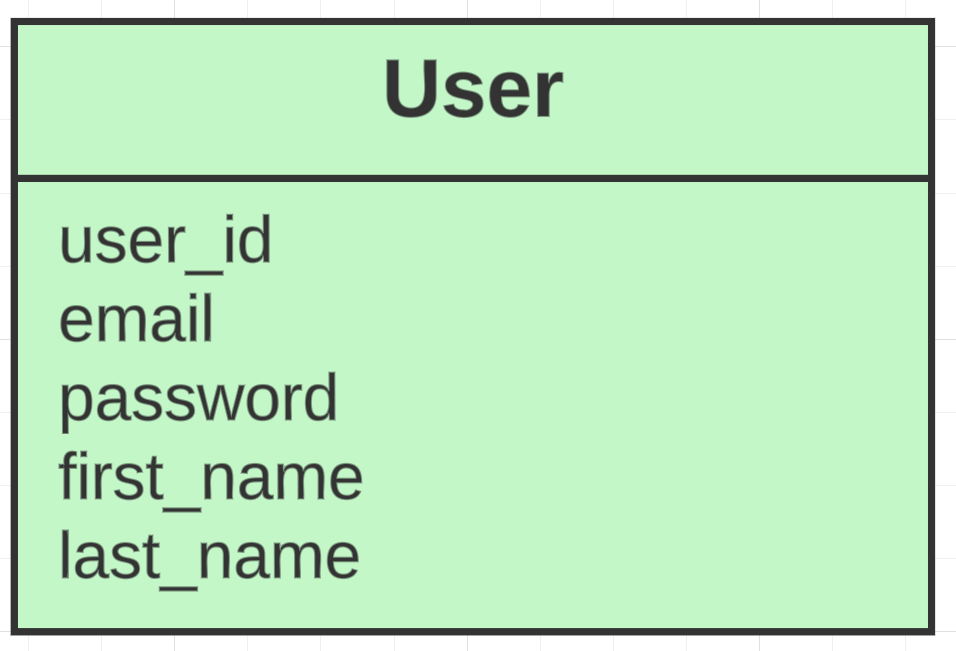 User
user_id
email
password
first_name
last_name